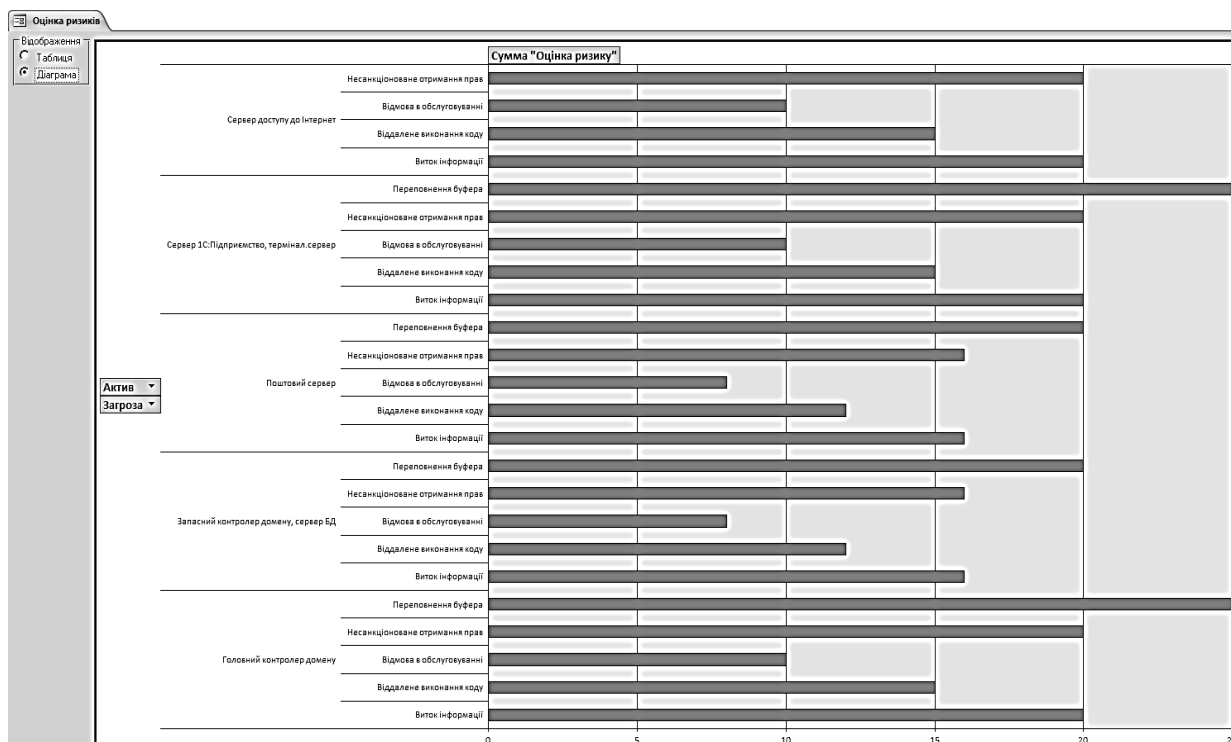 Оцінка ризиків
Відображення
Таблиця
Діаграма
Сумма "Оцінка ризику"
Актив
Загроза
Сервер доступу до Інтернет
Несанкціоноване отримання прав
Відмова в обслуговуванні
Віддалене виконання коду
Виток інформації
Сервер 1С:Підприємство, термінал.сервер
Переповнення буфера
Несанкціоноване отримання прав
Відмова в обслуговуванні
Віддалене виконання коду
Виток інформації
Поштовий сервер
Переповнення буфера
Несанкціоноване отримання прав
Відмова в обслуговуванні
Віддалене виконання коду
Виток інформації
Запасний контролер домену, сервер БД
Переповнення буфера
Несанкціоноване отримання прав
Відмова в обслуговуванні
Віддалене виконання коду
Виток інформації
Головний контролер домену
Переповнення буфера
Несанкціоноване отримання прав
Відмова в обслуговуванні
Віддалене виконання коду
Виток інформації
0 5 10 15 20